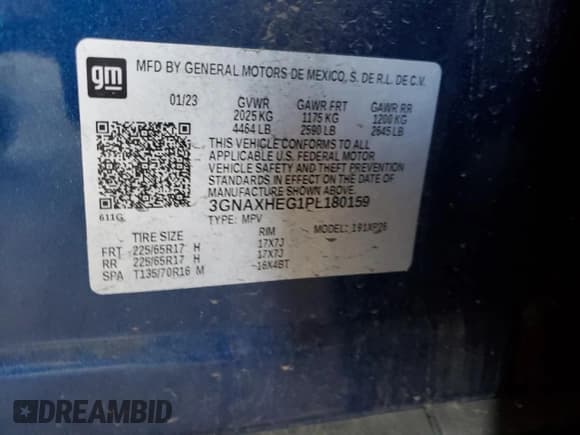 gm
MFD BY GENERAL MOTORS DE MEXICO, S. DE R.L. DE C.V.
01/23 GVWR GAWR FRT GAWR RR
2025 KG 1175 KG 1200 KG
4464 LB 2590 LB 2645 LB
THIS VEHICLE CONFORMS TO ALL
APPLICABLE U.S. FEDERAL MOTOR
VEHICLE SAFETY AND THEFT PREVENTION
STANDARDS IN EFFECT ON THE DATE OF
MANUFACTURE SHOWN ABOVE.
611G 3GNAXHEG1PL180159
TYPE: MPV MODEL: 191XP26
TIRE SIZE RIM
FRT 225/65R17 H 17X7J
RR 225/65R17 H 17X7J
SPA T135/70R16 M 16X4BT
DREAMBID